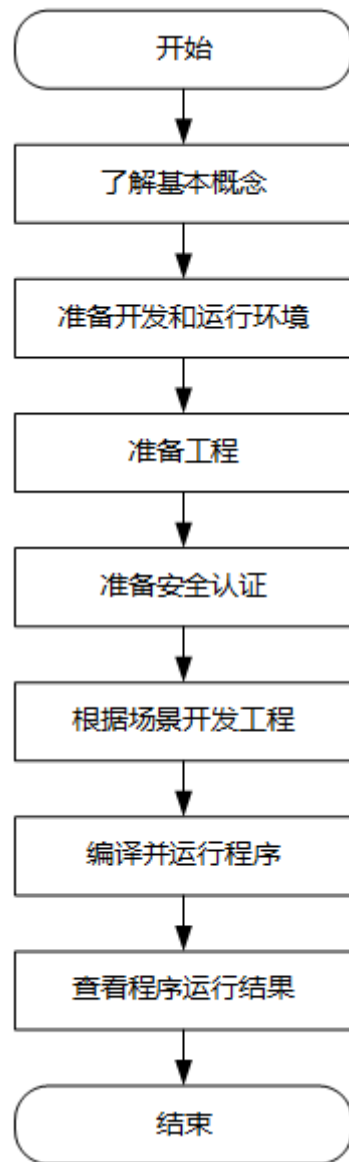 开始
了解基本概念
准备开发和运行环境
准备工程
准备安全认证
根据场景开发工程
编译并运行程序
查看程序运行结果
结束